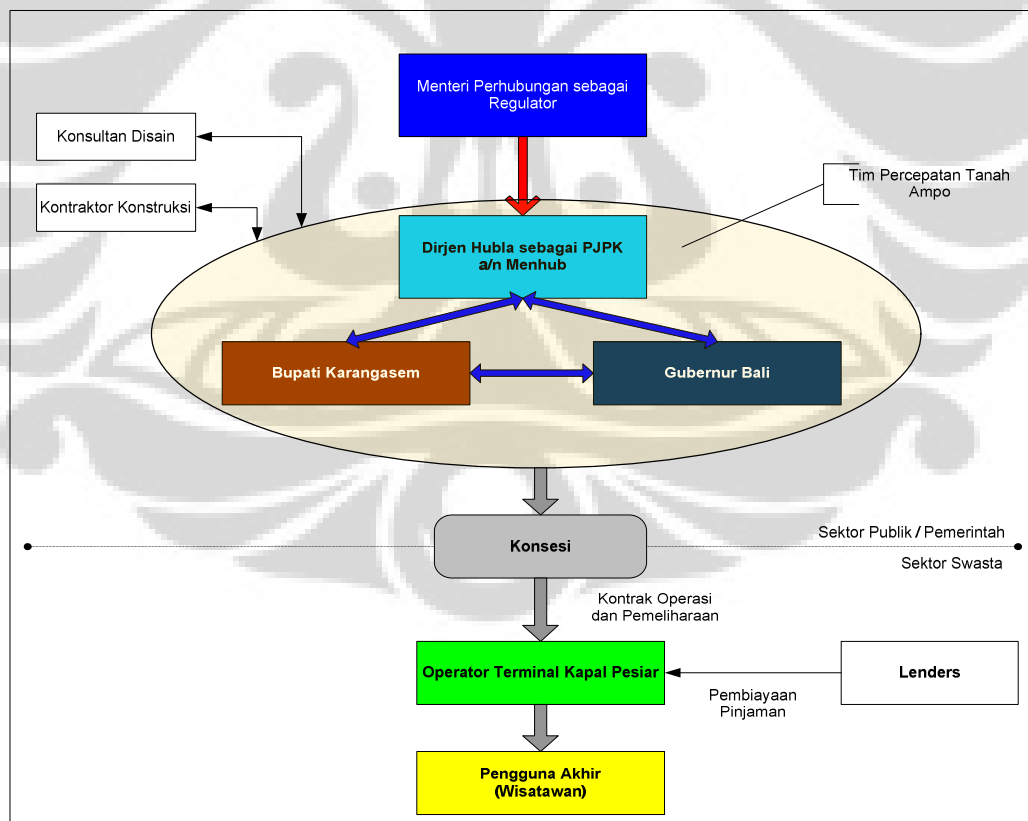 Menteri Perhubungan sebagai
Regulator
Konsultan Disain
Kontraktor Konstruksi
Tim Percepatan Tanah
Ampo
Dirjen Hubla sebagai PJPK
a/n Menhub
Bupati Karangasem
Gubernur Bali
Konsesi
Sektor Publik / Pemerintah
Sektor Swasta
Kontrak Operasi
dan Pemeliharaan
Operator Terminal Kapal Pesiar
Lenders
Pembiayaan
Pinjaman
Pengguna Akhir
(Wisatawan)